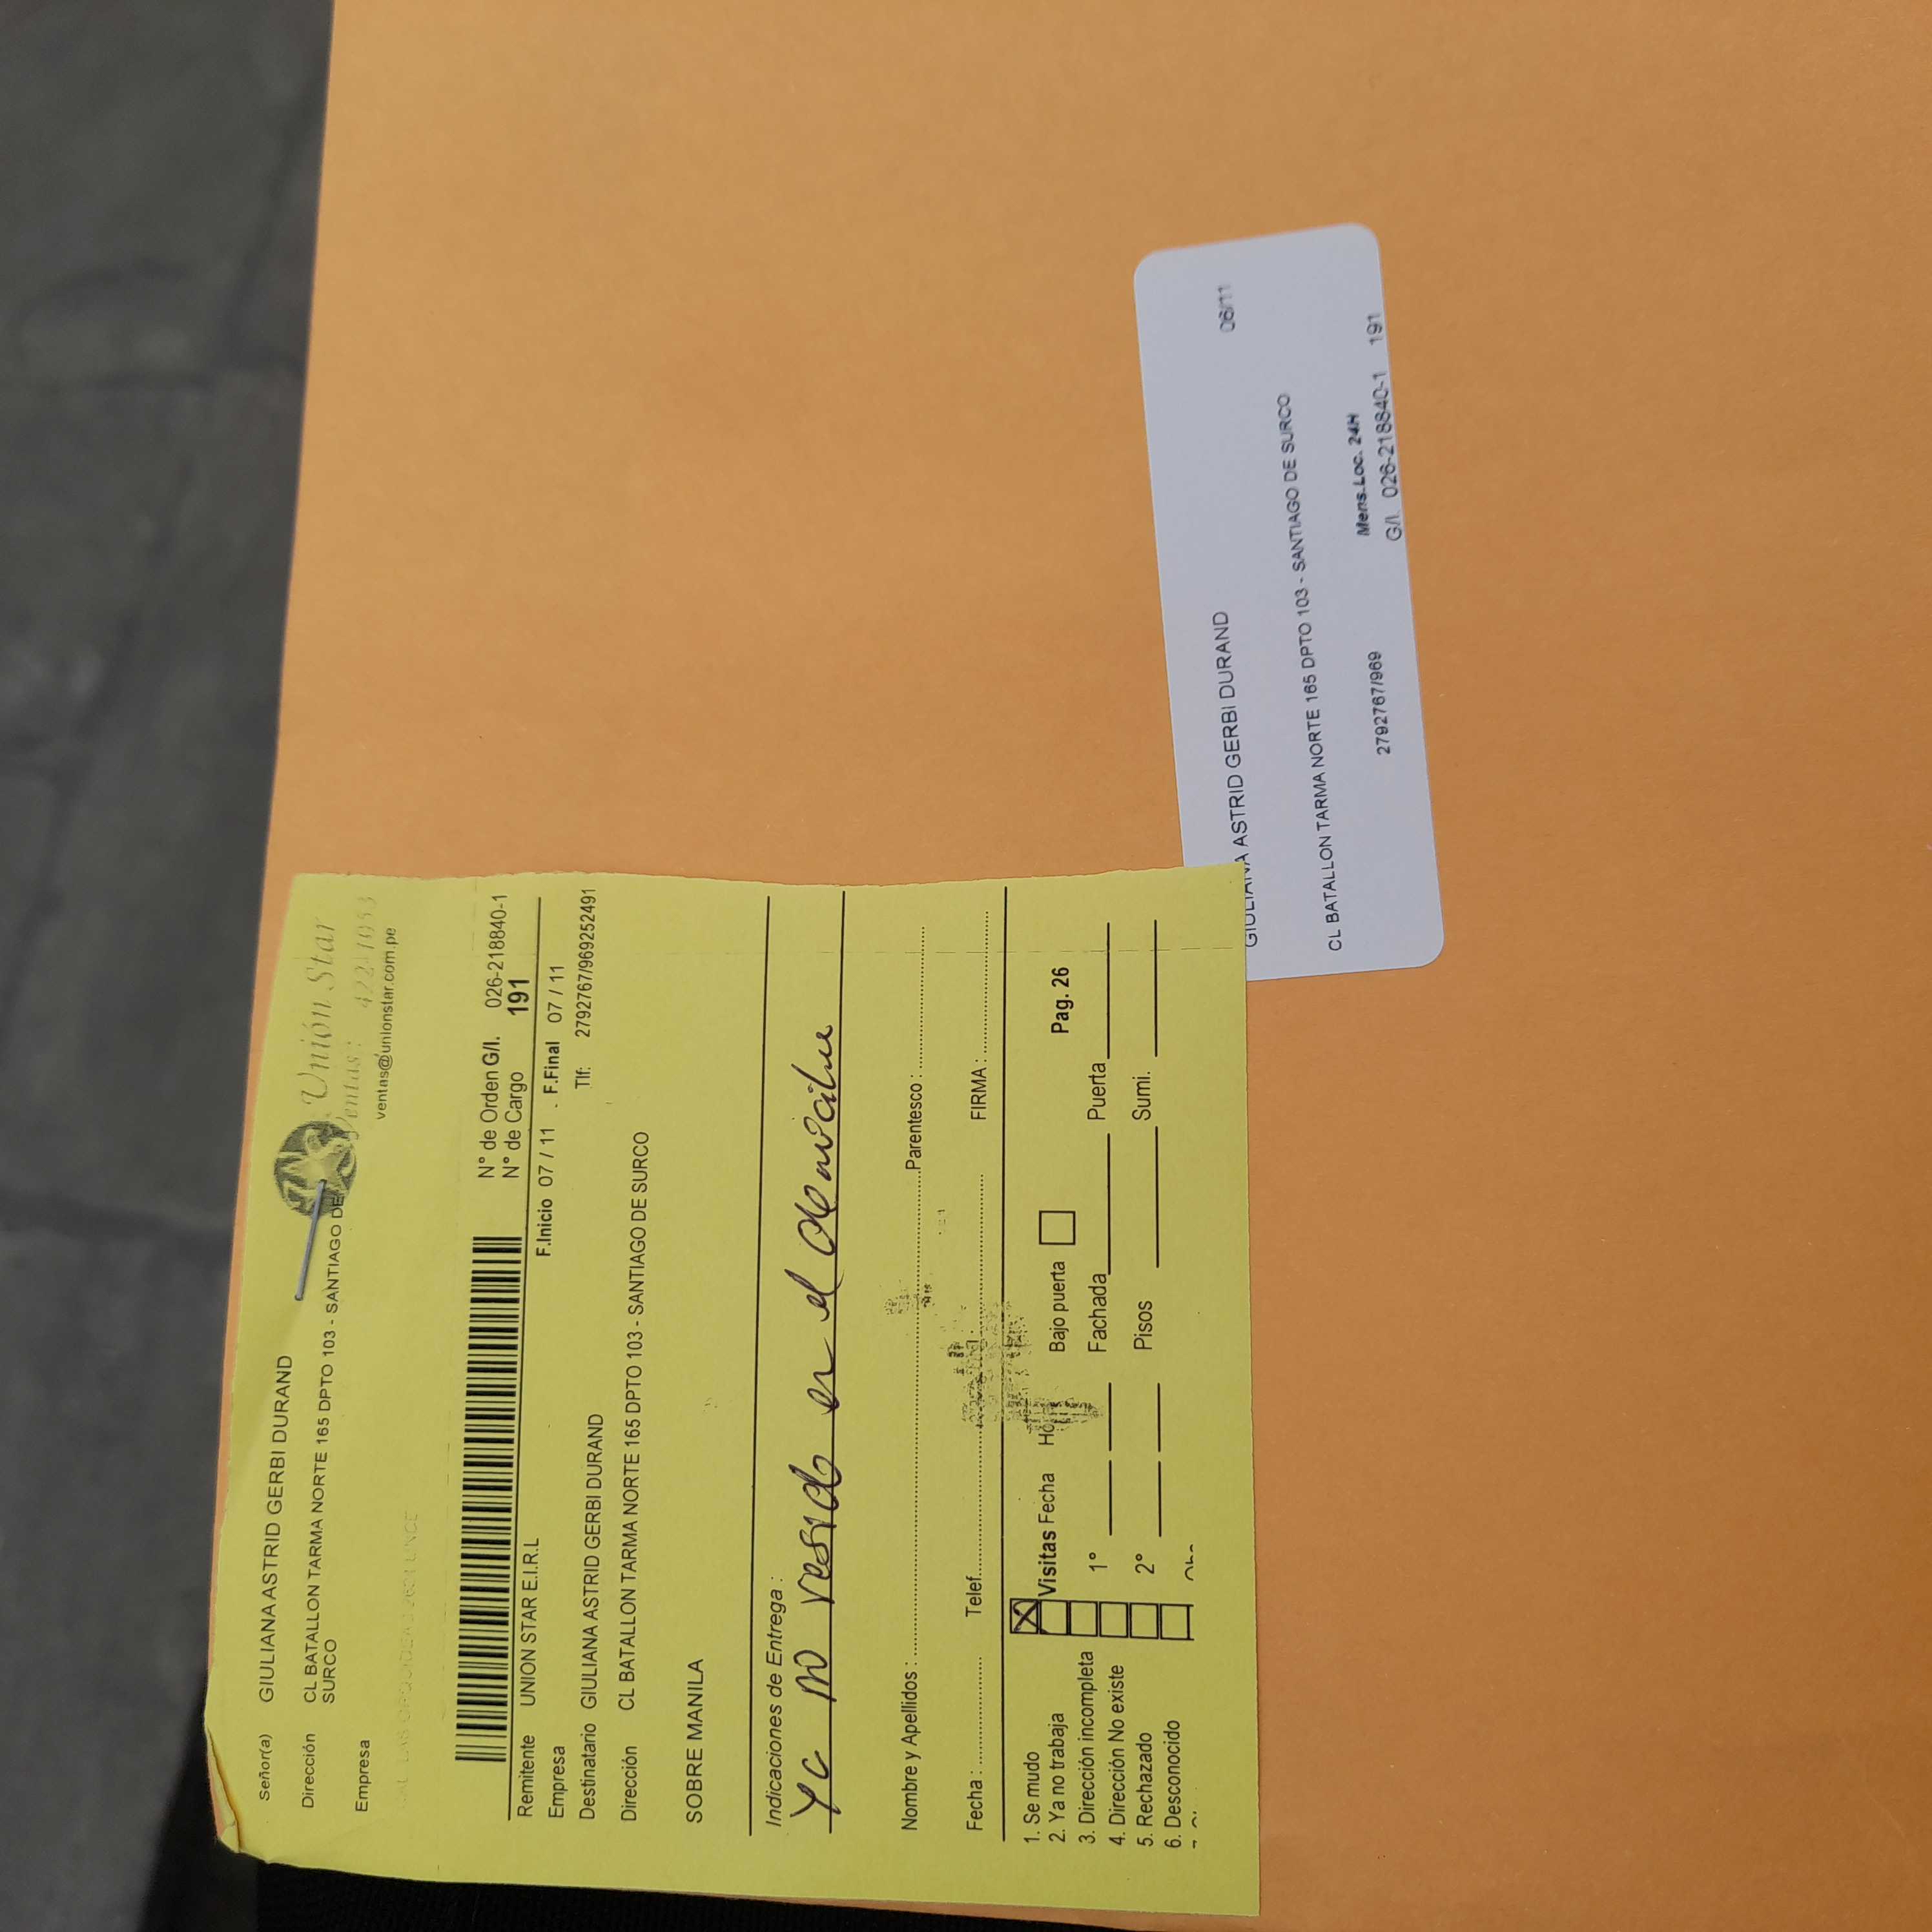 Señor(a) GIULIANA ASTRID GERBI DURAND
Dirección CL BATALLON TARMA NORTE 165 DPTO 103 - SANTIAGO DE
SURCO
Empresa
Unión Star
Ventas : 422-1053
ventas@unionstar.com.pe
N° de Orden G/I. 026-218840-1
N° de Cargo 191
Remitente UNION STAR E.I.R.L
F.Inicio 07 / 11 . F.Final 07 / 11
Empresa
Destinatario GIULIANA ASTRID GERBI DURAND
Tlf: 2792767/969252491
Dirección CL BATALLON TARMA NORTE 165 DPTO 103 - SANTIAGO DE SURCO
SOBRE MANILA
Indicaciones de Entrega :
Ya no reside en el domicilio
Nombre y Apellidos : Parentesco :
Fecha : Telef. FIRMA :
1. Se mudo X
2. Ya no trabaja
3. Dirección incompleta
4. Dirección No existe
5. Rechazado
6. Desconocido
Visitas Fecha Bajo puerta Pag. 26
1° Fachada Puerta
2° Pisos Sumi.
GIULIANA ASTRID GERBI DURAND 06/11
CL BATALLON TARMA NORTE 165 DPTO 103 - SANTIAGO DE SURCO
Mens.Loc. 24H
2792767/969 G/I. 026-218840-1 191